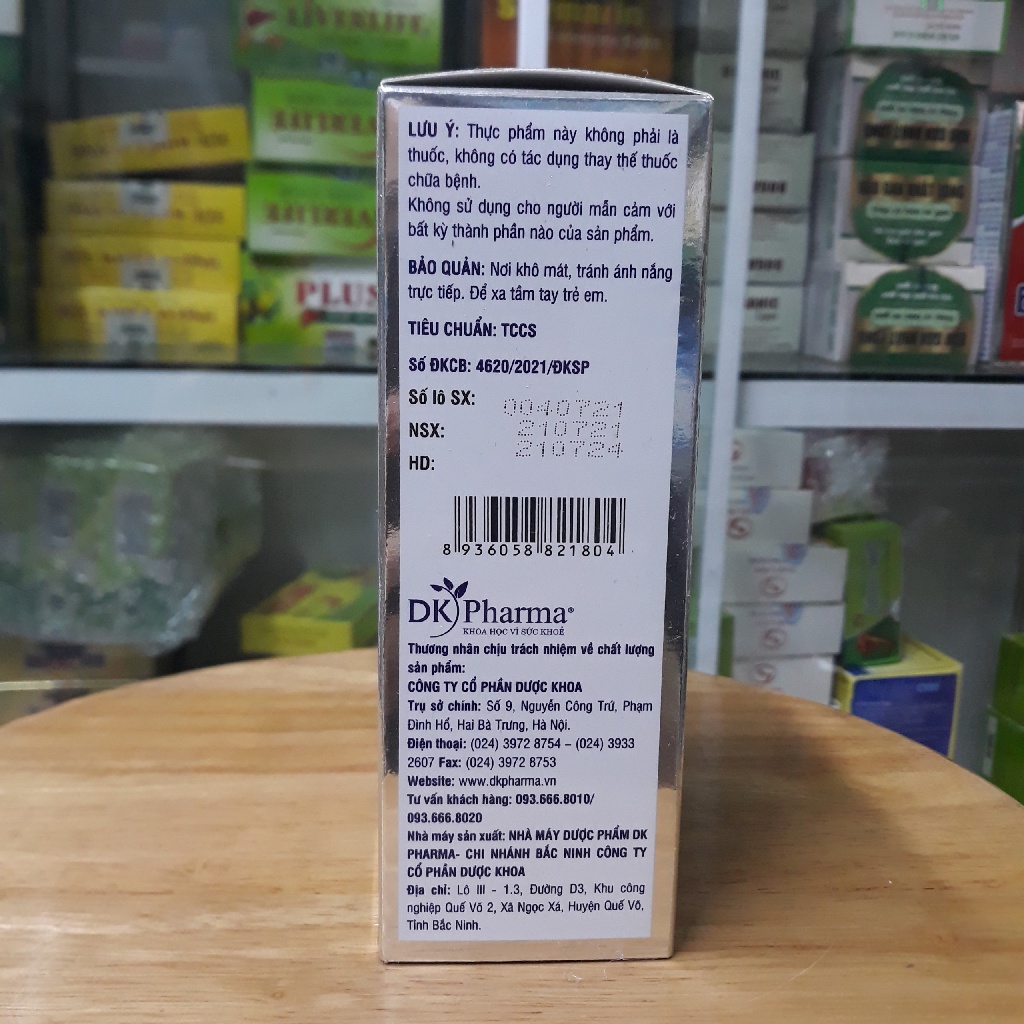 LIVERLIFE
PLUS
LƯU Ý: Thực phẩm này không phải là
thuốc, không có tác dụng thay thế thuốc
chữa bệnh.
Không sử dụng cho người mẫn cảm với
bất kỳ thành phần nào của sản phẩm.
BẢO QUẢN: Nơi khô mát, tránh ánh nắng
trực tiếp. Để xa tầm tay trẻ em.
TIÊU CHUẨN: TCCS
Số ĐKCB: 4620/2021/ĐKSP
Số lô SX: 0040721
NSX: 210721
HD: 210724
8 936058 821804
DK Pharma®
KHOA HỌC VÌ SỨC KHOẺ
Thương nhân chịu trách nhiệm về chất lượng
sản phẩm:
CÔNG TY CỔ PHẦN DƯỢC KHOA
Trụ sở chính: Số 9, Nguyễn Công Trứ, Phạm
Đình Hổ, Hai Bà Trưng, Hà Nội.
Điện thoại: (024) 3972 8754 – (024) 3933
2607 Fax: (024) 3972 8753
Website: www.dkpharma.vn
Tư vấn khách hàng: 093.666.8010/
093.666.8020
Nhà máy sản xuất: NHÀ MÁY DƯỢC PHẨM DK
PHARMA- CHI NHÁNH BẮC NINH CÔNG TY
CỔ PHẦN DƯỢC KHOA
Địa chỉ: Lô III - 1.3, Đường D3, Khu công
nghiệp Quế Võ 2, Xã Ngọc Xá, Huyện Quế Võ,
Tỉnh Bắc Ninh.